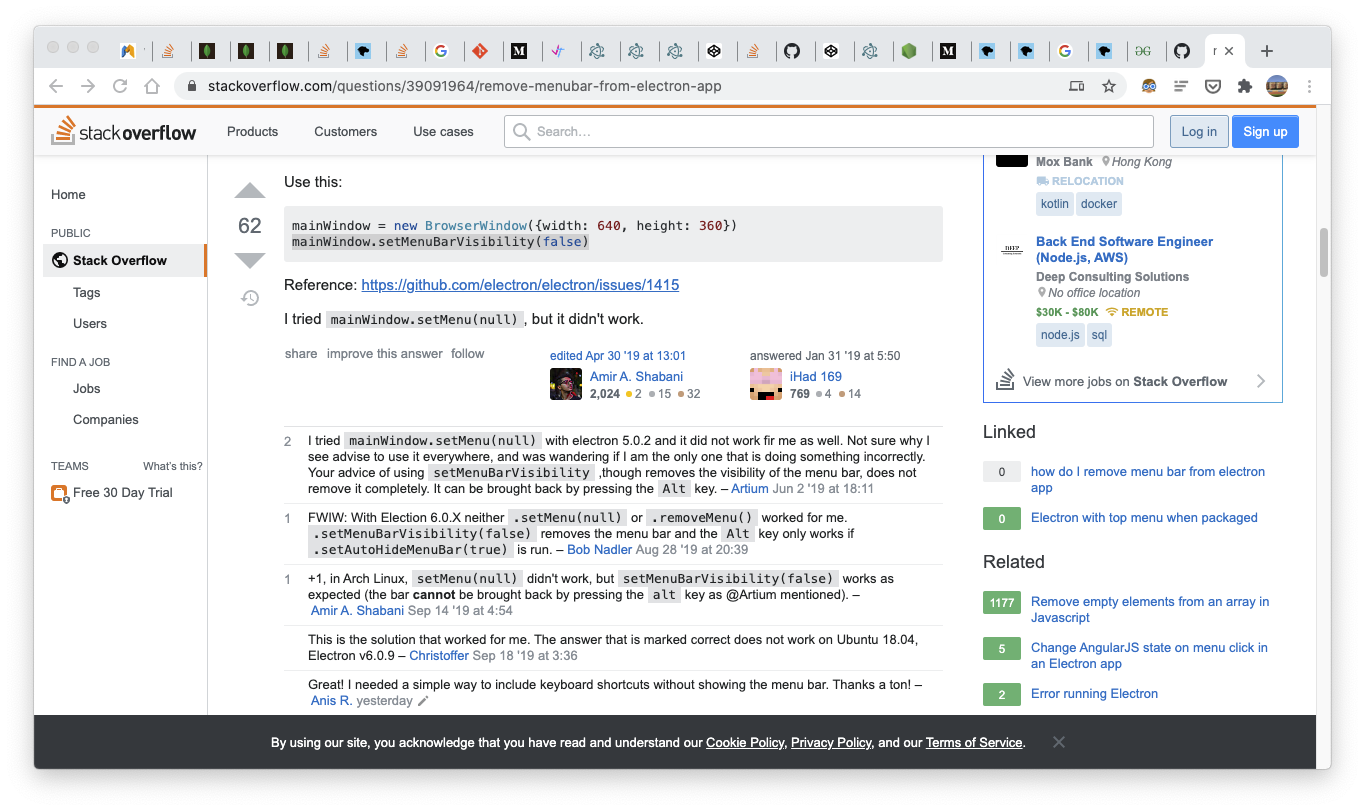 stackoverflow.com/questions/39091964/remove-menubar-from-electron-app
stackoverflow
Products
Customers
Use cases
Search...
Log in
Sign up
Home
PUBLIC
Stack Overflow
Tags
Users
FIND A JOB
Jobs
Companies
TEAMS
What's this?
Free 30 Day Trial
Use this:
62
mainWindow = new BrowserWindow({width: 640, height: 360})
mainWindow.setMenuBarVisibility(false)
Reference: https://github.com/electron/electron/issues/1415
I tried mainWindow.setMenu(null), but it didn't work.
share improve this answer follow
edited Apr 30 '19 at 13:01
Amir A. Shabani
2,024 2 15 32
answered Jan 31 '19 at 5:50
iHad 169
769 4 14
2 I tried mainWindow.setMenu(null) with electron 5.0.2 and it did not work fir me as well. Not sure why I
see advise to use it everywhere, and was wandering if I am the only one that is doing something incorrectly.
Your advice of using setMenuBarVisibility ,though removes the visibility of the menu bar, does not
remove it completely. It can be brought back by pressing the Alt key. – Artium Jun 2 '19 at 18:11
1 FWIW: With Election 6.0.X neither .setMenu(null) or .removeMenu() worked for me.
.setMenuBarVisibility(false) removes the menu bar and the Alt key only works if
.setAutoHideMenuBar(true) is run. – Bob Nadler Aug 28 '19 at 20:39
1 +1, in Arch Linux, setMenu(null) didn't work, but setMenuBarVisibility(false) works as
expected (the bar cannot be brought back by pressing the alt key as @Artium mentioned). –
Amir A. Shabani Sep 14 '19 at 4:54
This is the solution that worked for me. The answer that is marked correct does not work on Ubuntu 18.04,
Electron v6.0.9 – Christoffer Sep 18 '19 at 3:36
Great! I needed a simple way to include keyboard shortcuts without showing the menu bar. Thanks a ton! –
Anis R. yesterday
Mox Bank Hong Kong
RELOCATION
kotlin docker
Back End Software Engineer
(Node.js, AWS)
Deep Consulting Solutions
No office location
$30K - $80K REMOTE
node.js sql
View more jobs on Stack Overflow
Linked
0 how do I remove menu bar from electron
app
0 Electron with top menu when packaged
Related
1177 Remove empty elements from an array in
Javascript
5 Change AngularJS state on menu click in
an Electron app
2 Error running Electron
By using our site, you acknowledge that you have read and understand our Cookie Policy, Privacy Policy, and our Terms of Service.